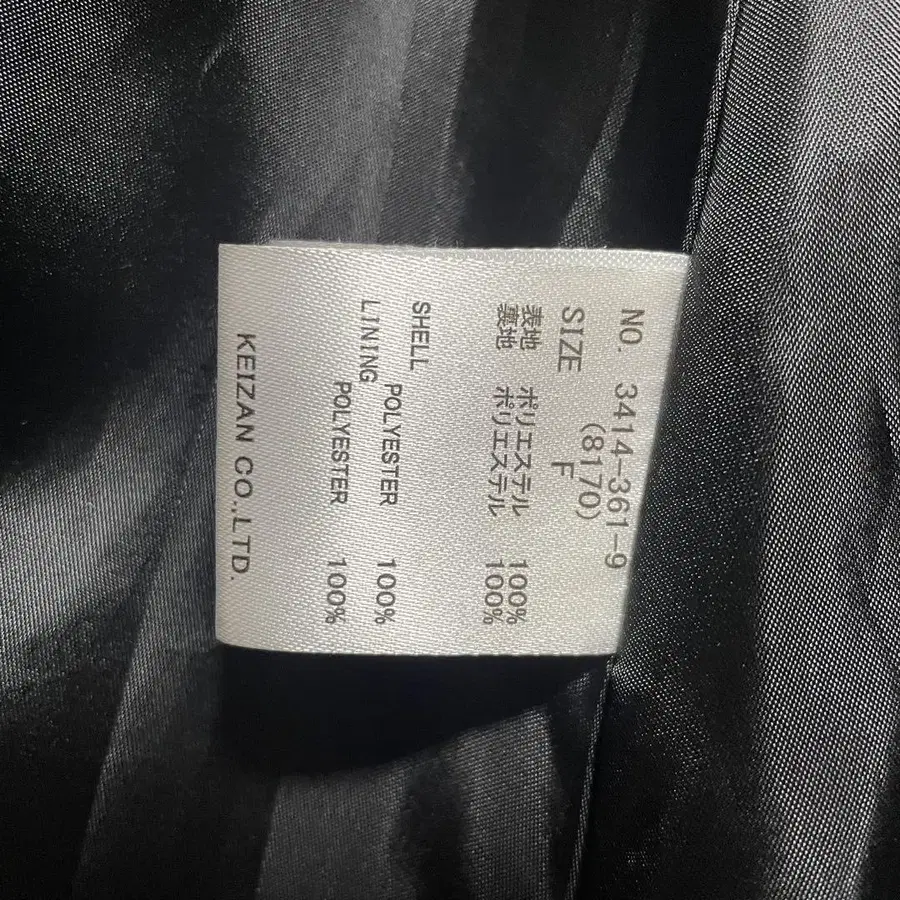 NO. 3414-361-9
(8170)
SIZE F
表地 ポリエステル 100%
裏地 ポリエステル 100%
SHELL
POLYESTER 100%
LINING
POLYESTER 100%
KEIZAN CO.,LTD.